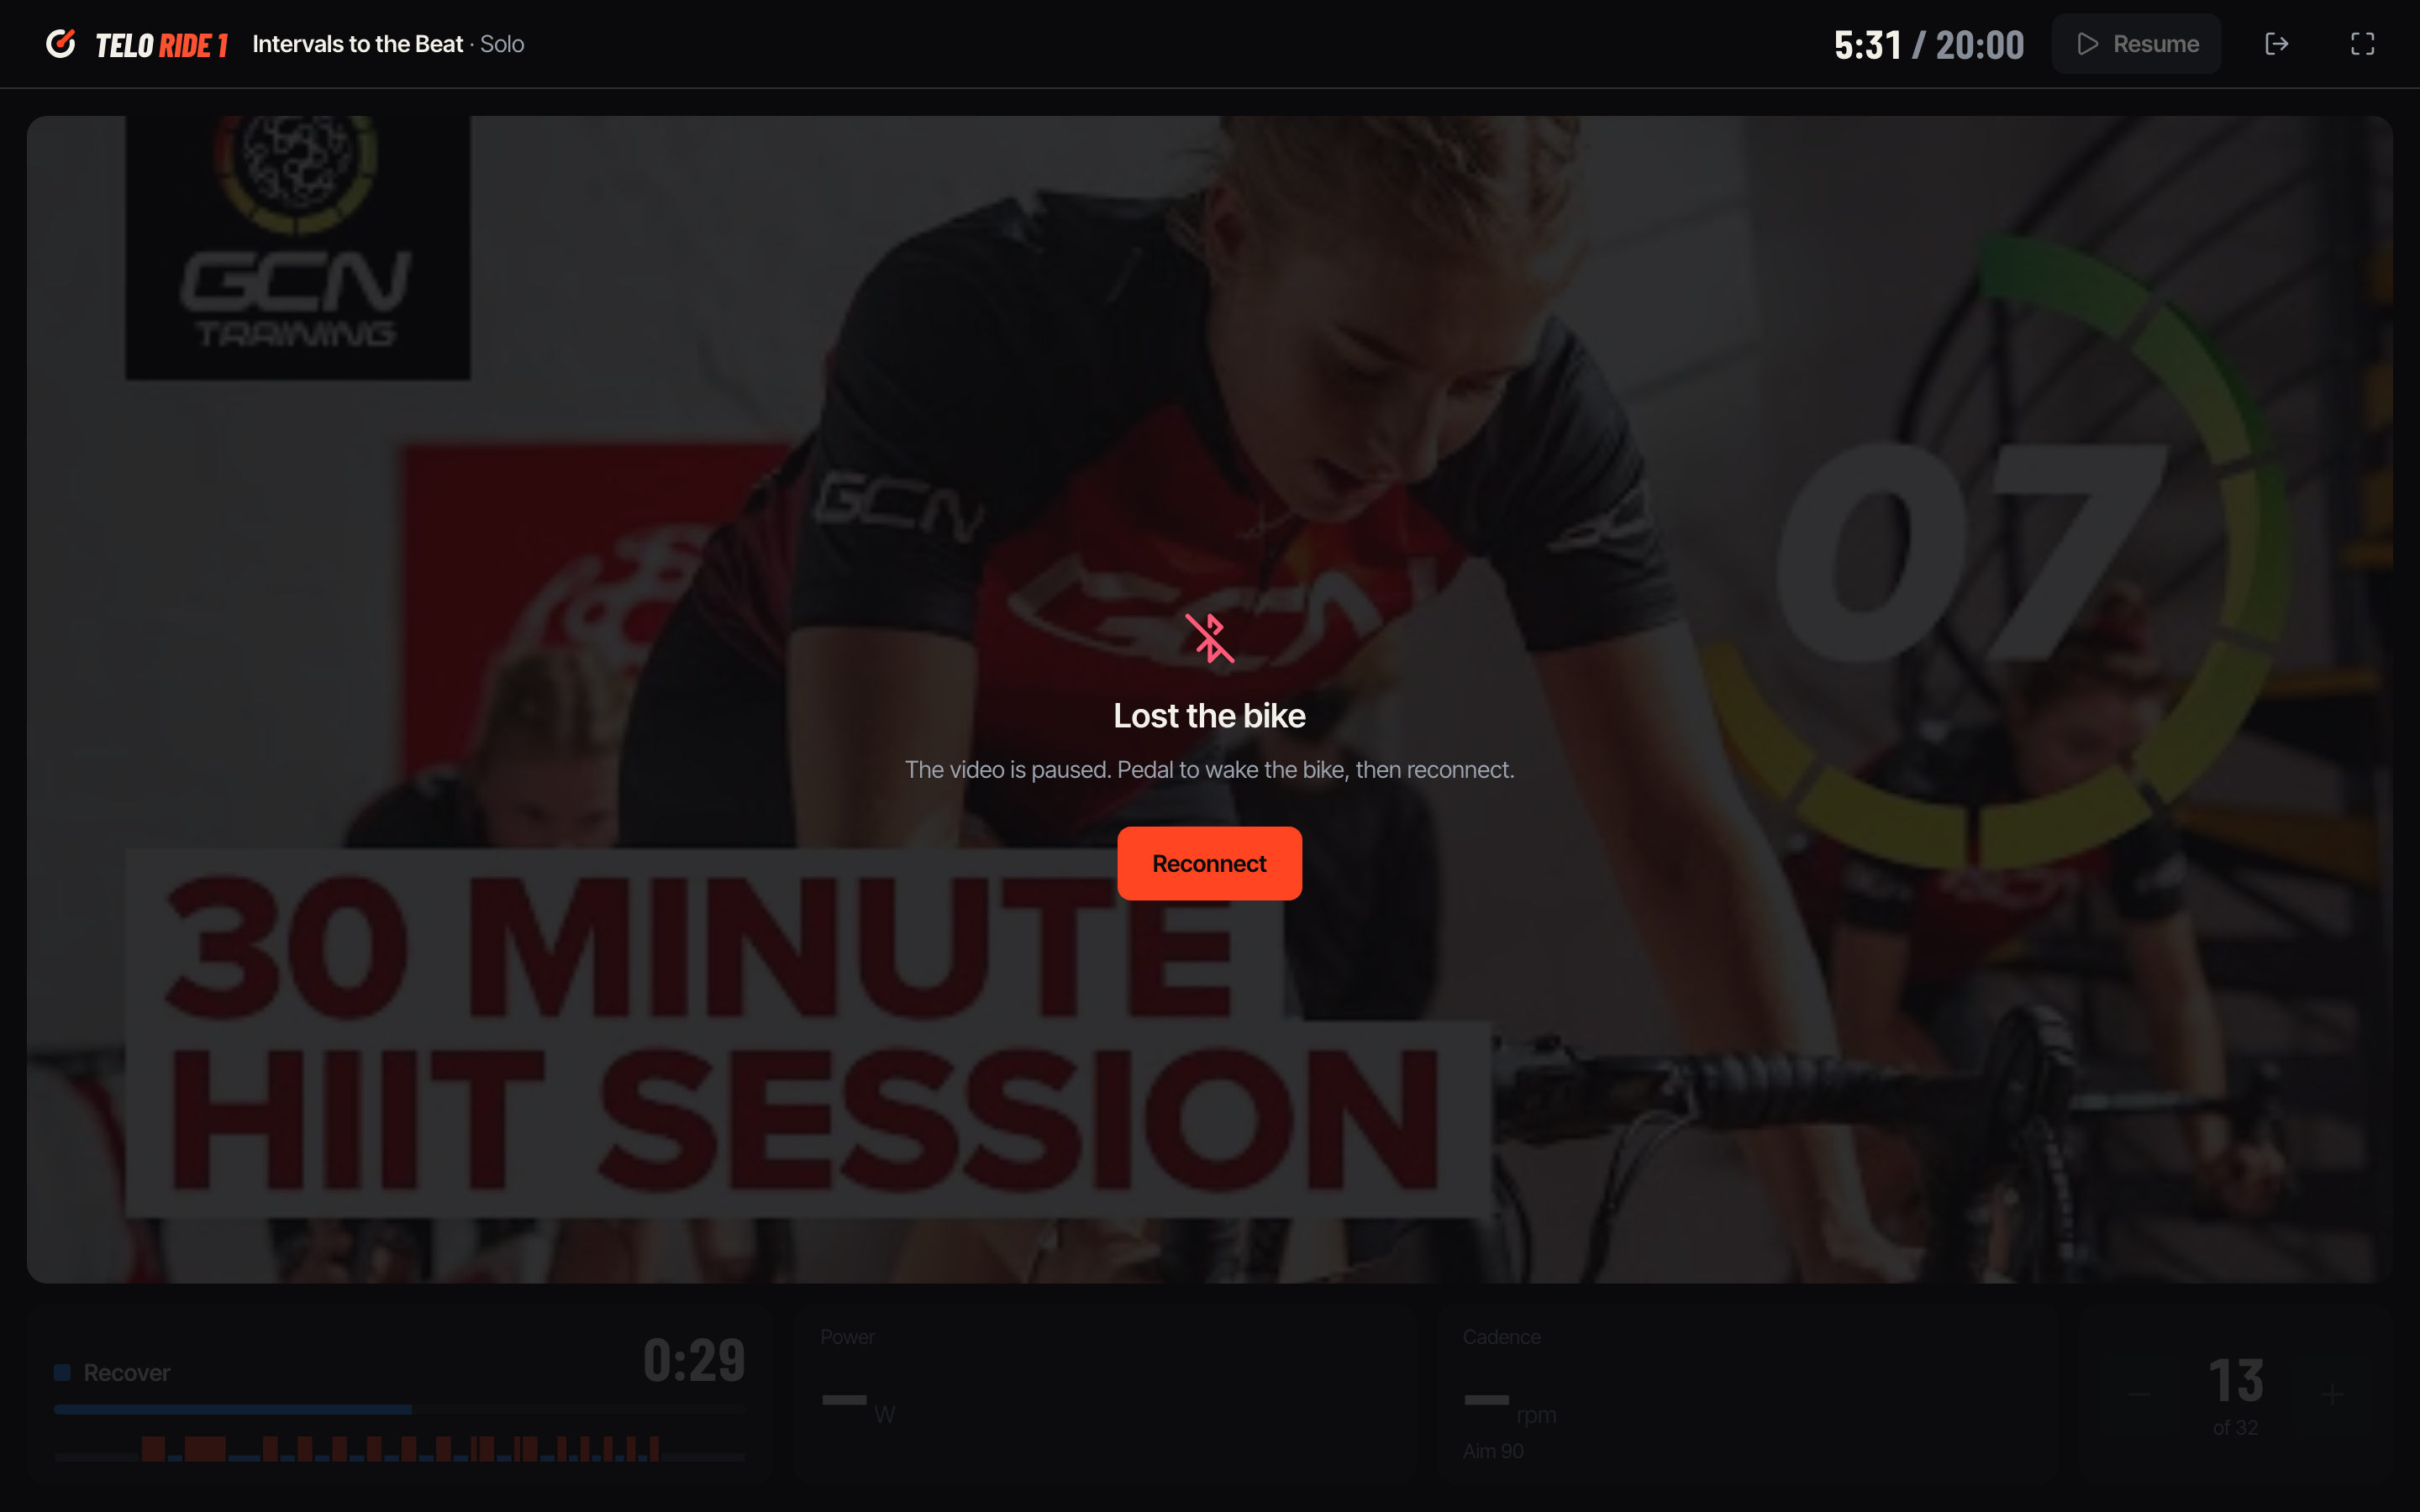 TELO RIDE 1 Intervals to the Beat · Solo
5:31 / 20:00 Resume
GCN
TRAINING
GCN
GCN
07
Lost the bike
The video is paused. Pedal to wake the bike, then reconnect.
Reconnect
30 MINUTE
HIIT SESSION
Recover 0:29
Power
— W
Cadence
— rpm
Aim 90
− 13 +
of 32